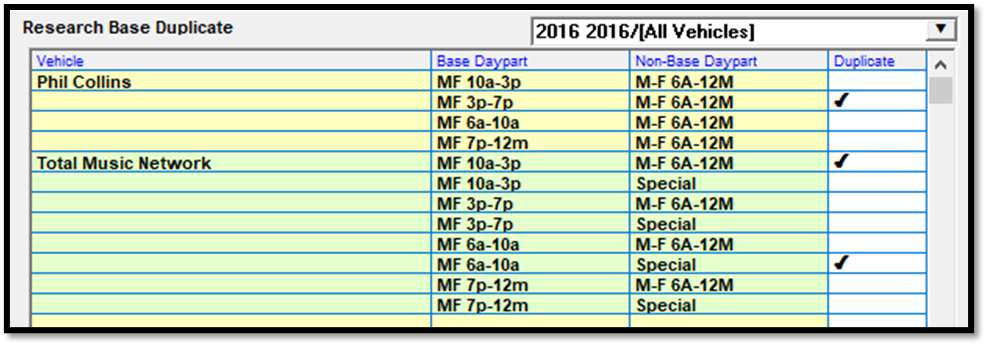 Research Base Duplicate 2016 2016/[All Vehicles]
Vehicle Base Daypart Non-Base Daypart Duplicate
Phil Collins MF 10a-3p M-F 6A-12M
MF 3p-7p M-F 6A-12M ✓
MF 6a-10a M-F 6A-12M
MF 7p-12m M-F 6A-12M
Total Music Network MF 10a-3p M-F 6A-12M ✓
MF 10a-3p Special
MF 3p-7p M-F 6A-12M
MF 3p-7p Special
MF 6a-10a M-F 6A-12M
MF 6a-10a Special ✓
MF 7p-12m M-F 6A-12M
MF 7p-12m Special